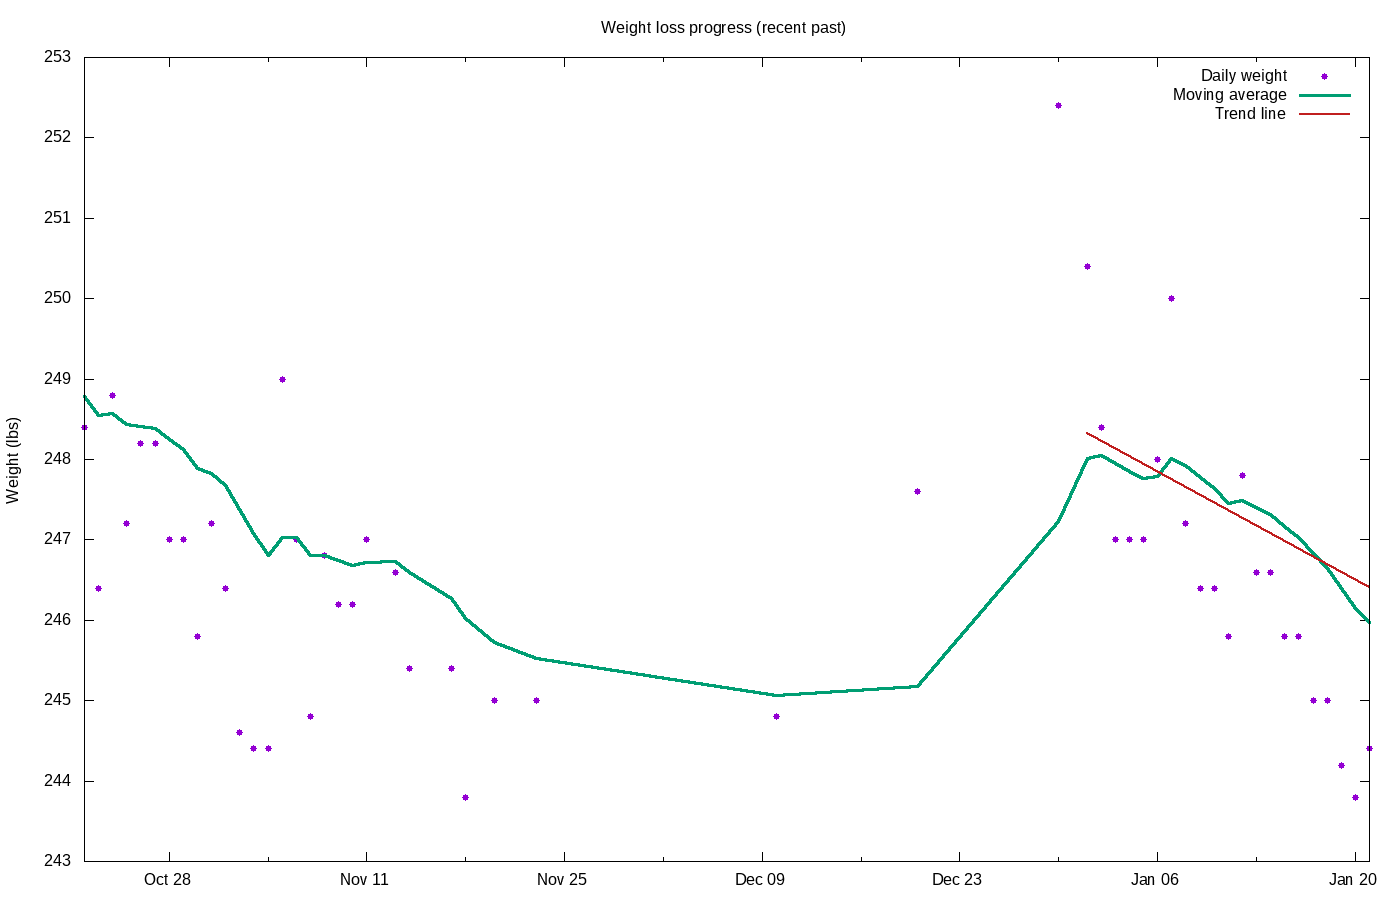 Weight loss progress (recent past)
253
252
251
250
249
248
247
246
245
244
243
Weight (lbs)
Daily weight
Moving average
Trend line
Oct 28
Nov 11
Nov 25
Dec 09
Dec 23
Jan 06
Jan 20